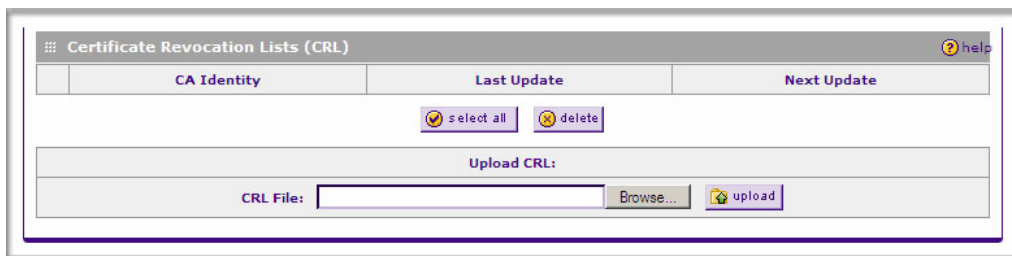 Certificate Revocation Lists (CRL) help
CA Identity Last Update Next Update
select all delete
Upload CRL:
CRL File: Browse... upload